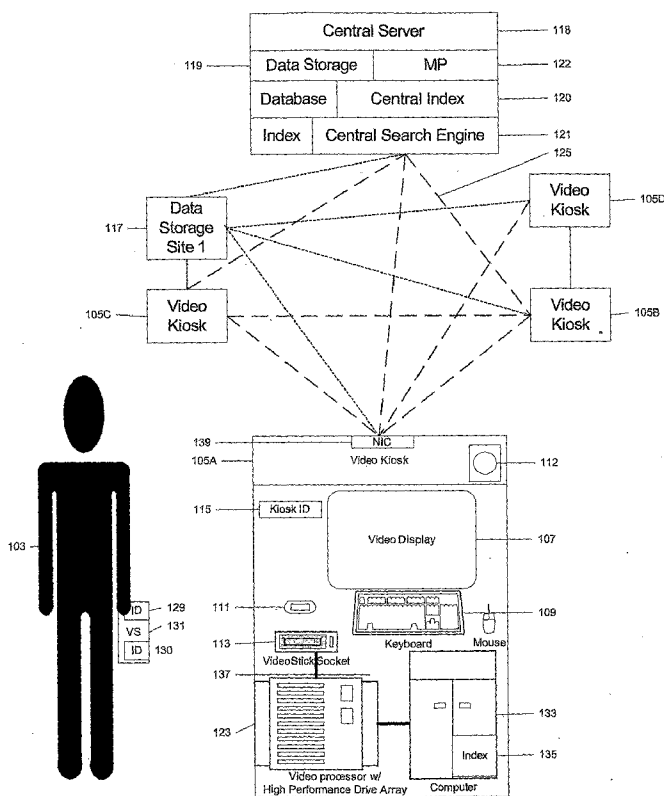 Central Server
118
119
Data Storage
MP
122
Database
Central Index
120
Index
Central Search Engine
121
125
117
Data
Storage
Site 1
Video
Kiosk
105D
105C
Video
Kiosk
Video
Kiosk
105B
139
NIC
105A
Video Kiosk
112
115
Kiosk ID
103
Video Display
107
ID
129
111
109
VS
131
113
Keyboard
Mouse
ID
130
VideoStick Socket
137
133
123
Index
135
Video processor w/
High Performance Drive Array
Computer